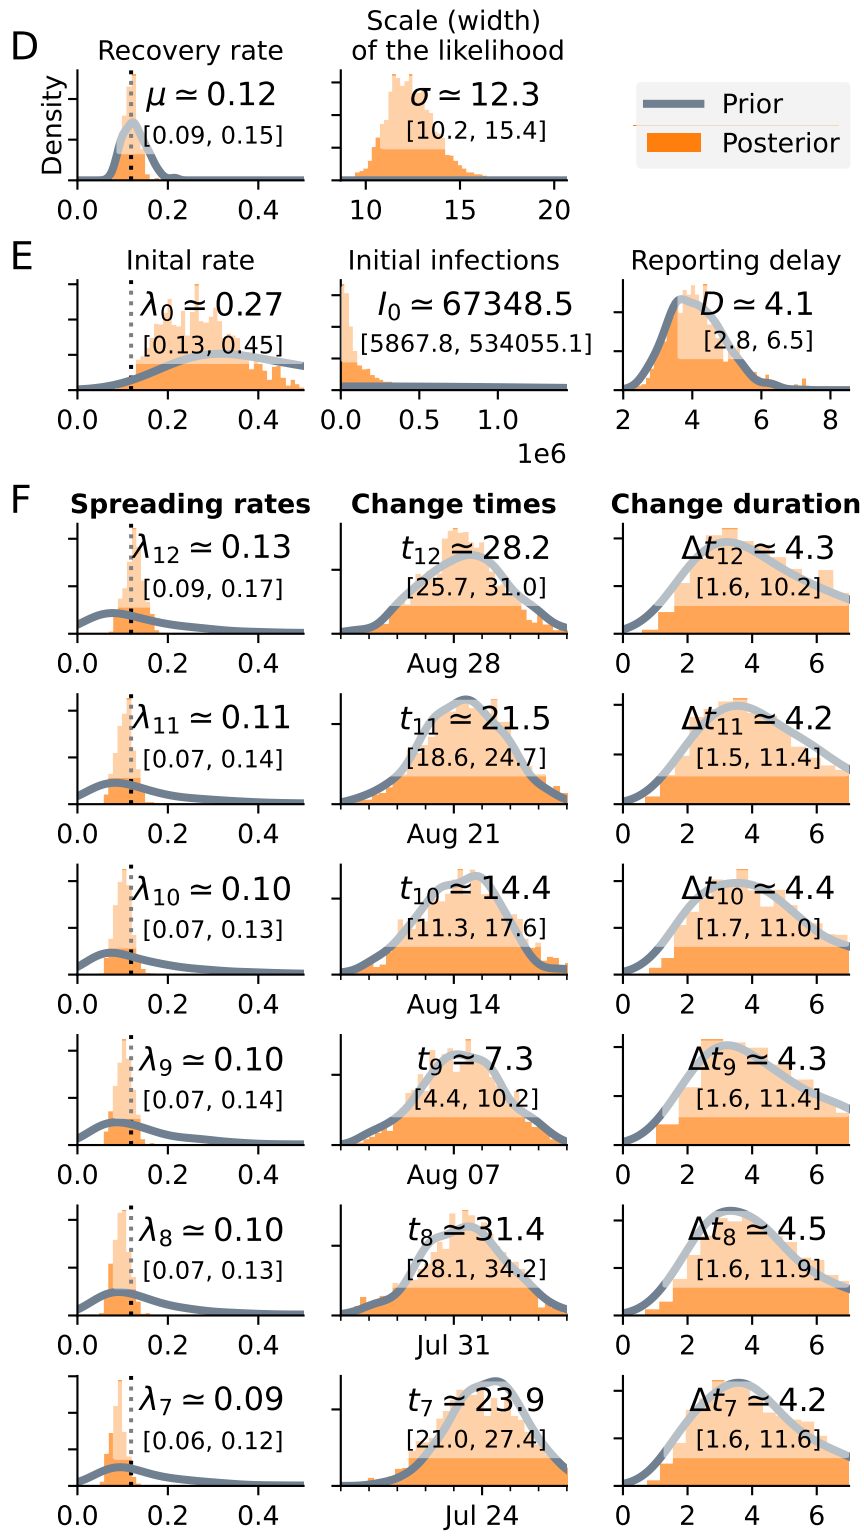 D
Recovery rate
Scale (width)
of the likelihood
Density
μ ≃ 0.12
[0.09, 0.15]
σ ≃ 12.3
[10.2, 15.4]
Prior
Posterior
0.0 0.2 0.4
10 15 20
E
Inital rate
Initial infections
Reporting delay
λ0 ≃ 0.27
[0.13, 0.45]
I0 ≃ 67348.5
[5867.8, 534055.1]
D ≃ 4.1
[2.8, 6.5]
0.0 0.2 0.4
0.0 0.5 1.0
1e6
2 4 6 8
F
Spreading rates
Change times
Change duration
λ12 ≃ 0.13
[0.09, 0.17]
t12 ≃ 28.2
[25.7, 31.0]
Δt12 ≃ 4.3
[1.6, 10.2]
0.0 0.2 0.4
Aug 28
0 2 4 6
λ11 ≃ 0.11
[0.07, 0.14]
t11 ≃ 21.5
[18.6, 24.7]
Δt11 ≃ 4.2
[1.5, 11.4]
0.0 0.2 0.4
Aug 21
0 2 4 6
λ10 ≃ 0.10
[0.07, 0.13]
t10 ≃ 14.4
[11.3, 17.6]
Δt10 ≃ 4.4
[1.7, 11.0]
0.0 0.2 0.4
Aug 14
0 2 4 6
λ9 ≃ 0.10
[0.07, 0.14]
t9 ≃ 7.3
[4.4, 10.2]
Δt9 ≃ 4.3
[1.6, 11.4]
0.0 0.2 0.4
Aug 07
0 2 4 6
λ8 ≃ 0.10
[0.07, 0.13]
t8 ≃ 31.4
[28.1, 34.2]
Δt8 ≃ 4.5
[1.6, 11.9]
0.0 0.2 0.4
Jul 31
0 2 4 6
λ7 ≃ 0.09
[0.06, 0.12]
t7 ≃ 23.9
[21.0, 27.4]
Δt7 ≃ 4.2
[1.6, 11.6]
0.0 0.2 0.4
Jul 24
0 2 4 6